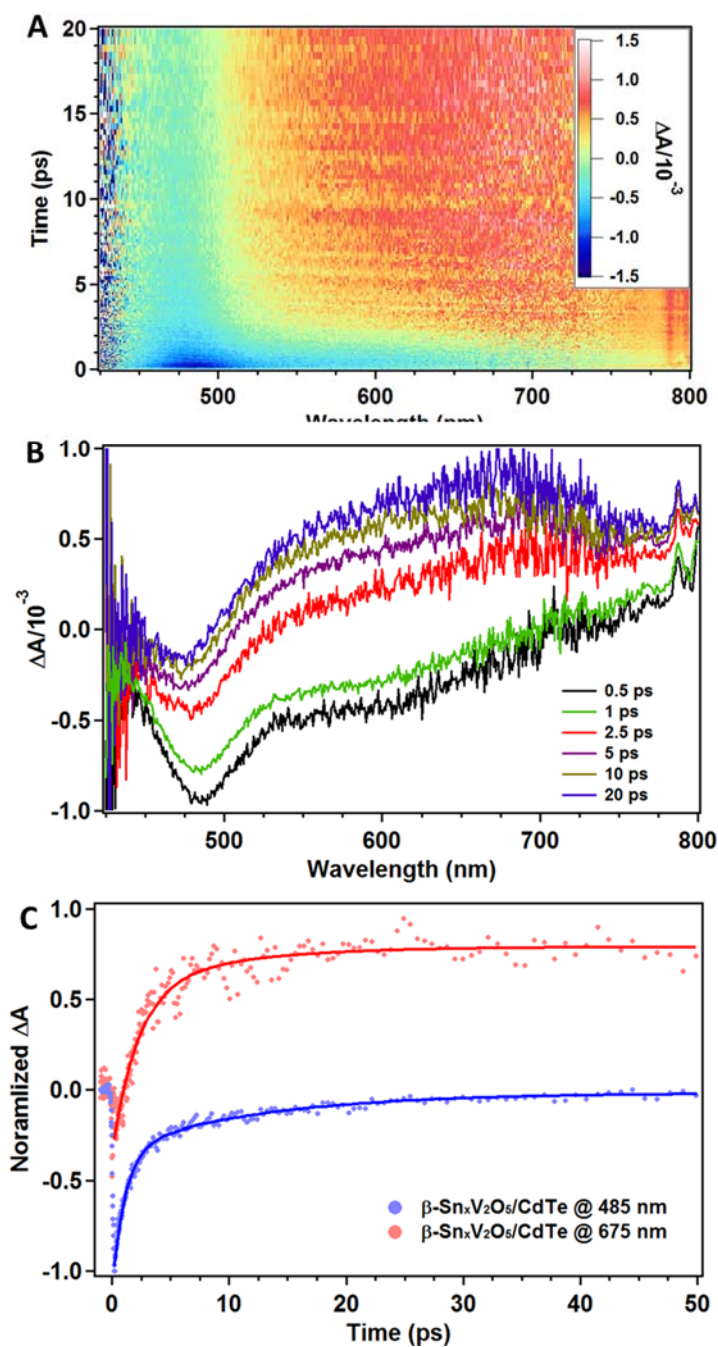 A
20
15
10
5
0
Time (ps)
500
600
700
800
Wavelength (nm)
1.5
1.0
0.5
0.0
-0.5
-1.0
-1.5
ΔA/10⁻³
B
1.0
0.5
0.0
-0.5
-1.0
ΔA/10⁻³
0.5 ps
1 ps
2.5 ps
5 ps
10 ps
20 ps
500
600
700
800
Wavelength (nm)
C
1.0
0.5
0.0
-0.5
-1.0
Noramlized ΔA
β-SnₓV₂O₅/CdTe @ 485 nm
β-SnₓV₂O₅/CdTe @ 675 nm
0
10
20
30
40
50
Time (ps)